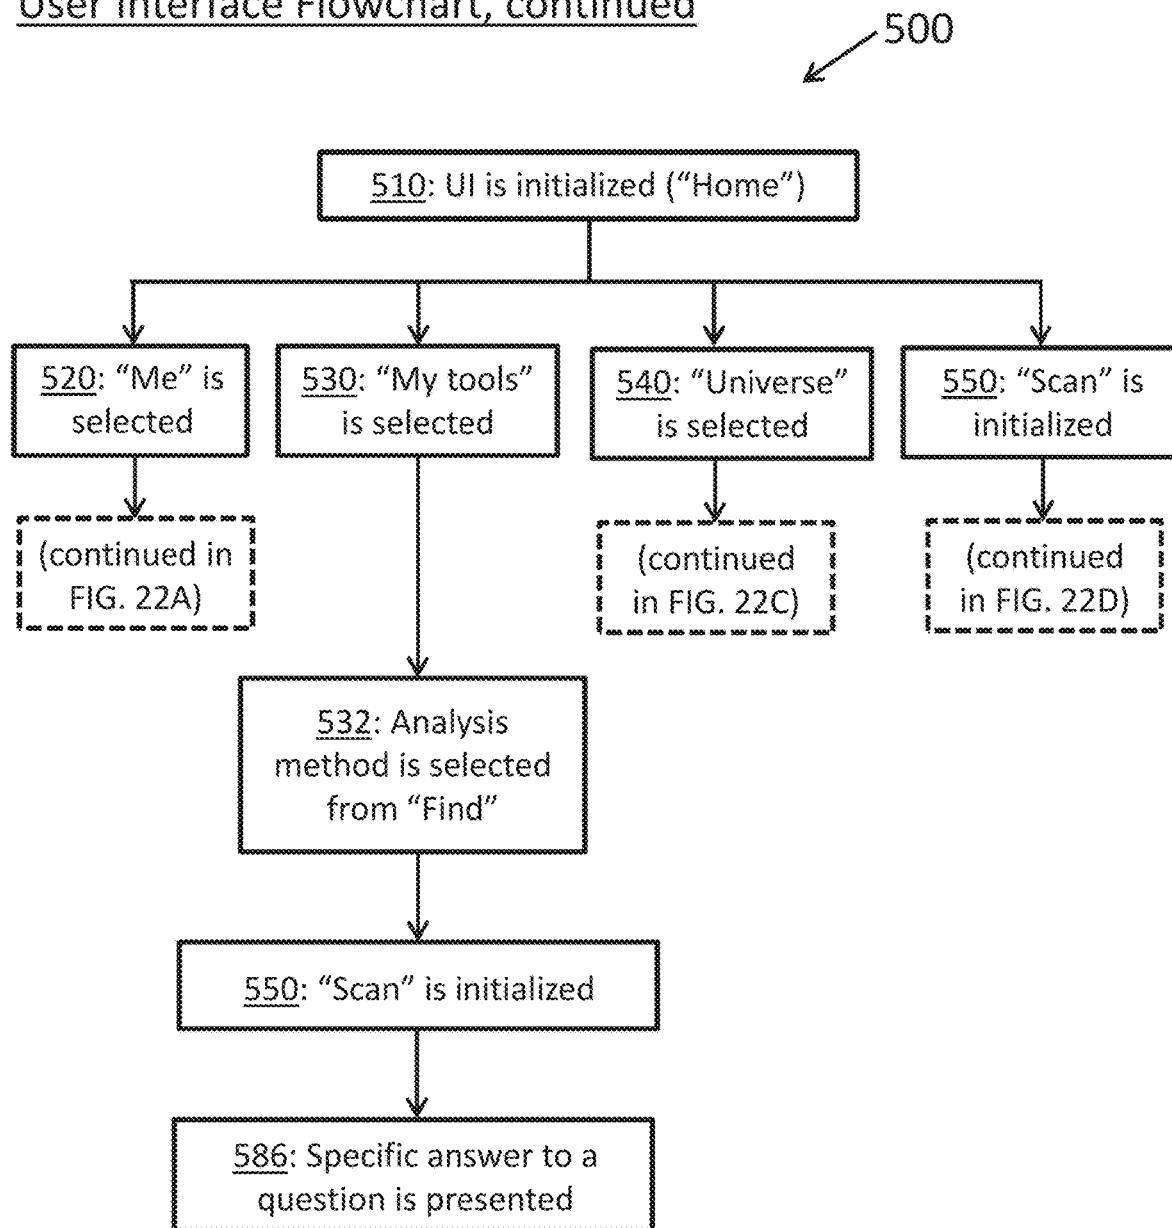 User Interface Flowchart, continued
500
510: UI is initialized (“Home”)
520: “Me” is
selected
530: “My tools”
is selected
540: “Universe”
is selected
550: “Scan” is
initialized
(continued in
FIG. 22A)
(continued
in FIG. 22C)
(continued
in FIG. 22D)
532: Analysis
method is selected
from “Find”
550: “Scan” is initialized
586: Specific answer to a
question is presented